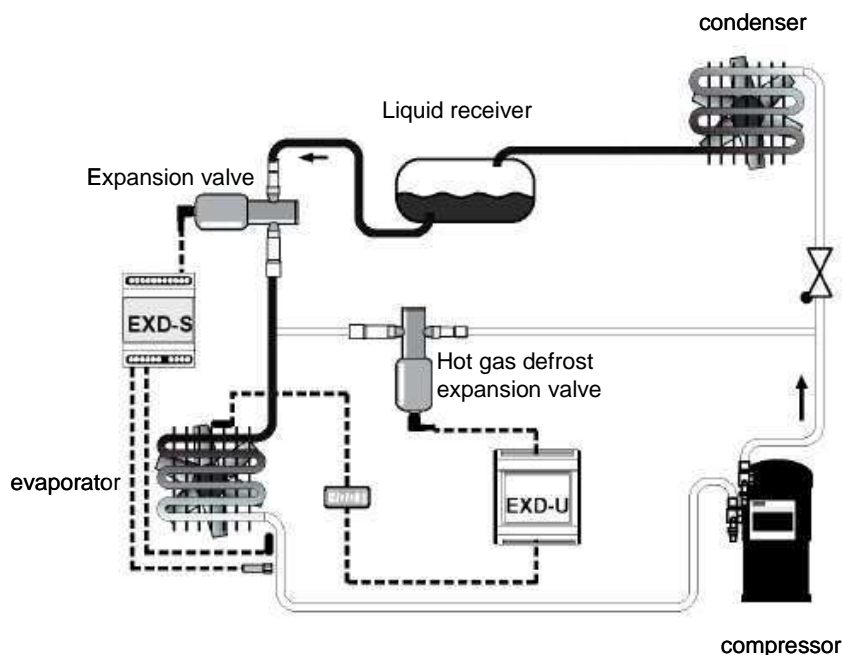 condenser
Liquid receiver
Expansion valve
EXD-S
Hot gas defrost
expansion valve
evaporator
EXD-U
compressor